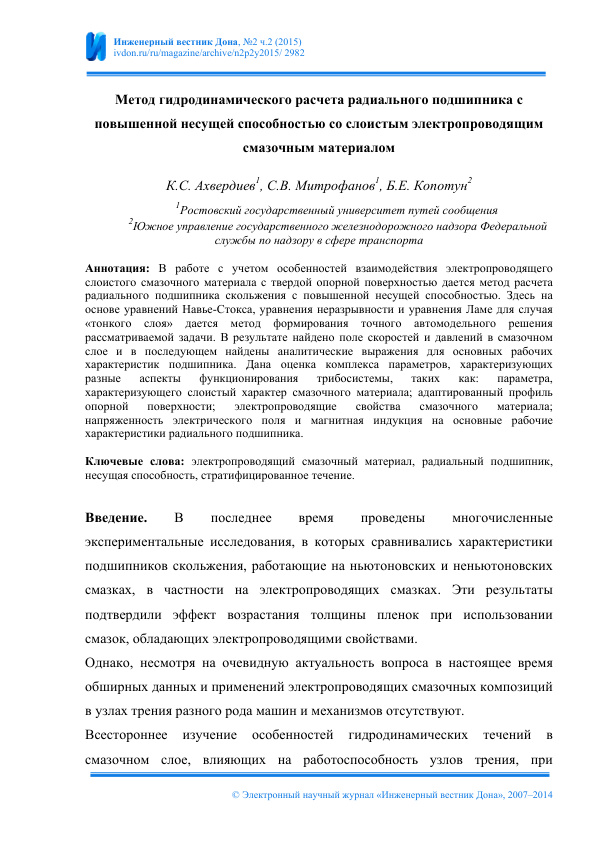 Инженерный вестник Дона, №2 ч.2 (2015)
ivdon.ru/ru/magazine/archive/n2p2y2015/ 2982
Метод гидродинамического расчета радиального подшипника с
повышенной несущей способностью со слоистым электропроводящим
смазочным материалом
К.С. Ахвердиев1, С.В. Митрофанов1, Б.Е. Копотун2
1Ростовский государственный университет путей сообщения
2Южное управление государственного железнодорожного надзора Федеральной
службы по надзору в сфере транспорта
Аннотация: В работе с учетом особенностей взаимодействия электропроводящего
слоистого смазочного материала с твердой опорной поверхностью дается метод расчета
радиального подшипника скольжения с повышенной несущей способностью. Здесь на
основе уравнений Навье-Стокса, уравнения неразрывности и уравнения Ламе для случая
«тонкого слоя» дается метод формирования точного автомодельного решения
рассматриваемой задачи. В результате найдено поле скоростей и давлений в смазочном
слое и в последующем найдены аналитические выражения для основных рабочих
характеристик подшипника. Дана оценка комплекса параметров, характеризующих
разные аспекты функционирования трибосистемы, таких как: параметра,
характеризующего слоистый характер смазочного материала; адаптированный профиль
опорной поверхности; электропроводящие свойства смазочного материала;
напряженность электрического поля и магнитная индукция на основные рабочие
характеристики радиального подшипника.
Ключевые слова: электропроводящий смазочный материал, радиальный подшипник,
несущая способность, стратифицированное течение.
Введение. В последнее время проведены многочисленные
экспериментальные исследования, в которых сравнивались характеристики
подшипников скольжения, работающие на ньютоновских и неньютоновских
смазках, в частности на электропроводящих смазках. Эти результаты
подтвердили эффект возрастания толщины пленок при использовании
смазок, обладающих электропроводящими свойствами.
Однако, несмотря на очевидную актуальность вопроса в настоящее время
обширных данных и применений электропроводящих смазочных композиций
в узлах трения разного рода машин и механизмов отсутствуют.
Всестороннее изучение особенностей гидродинамических течений в
смазочном слое, влияющих на работоспособность узлов трения, при
© Электронный научный журнал «Инженерный вестник Дона», 2007–2014